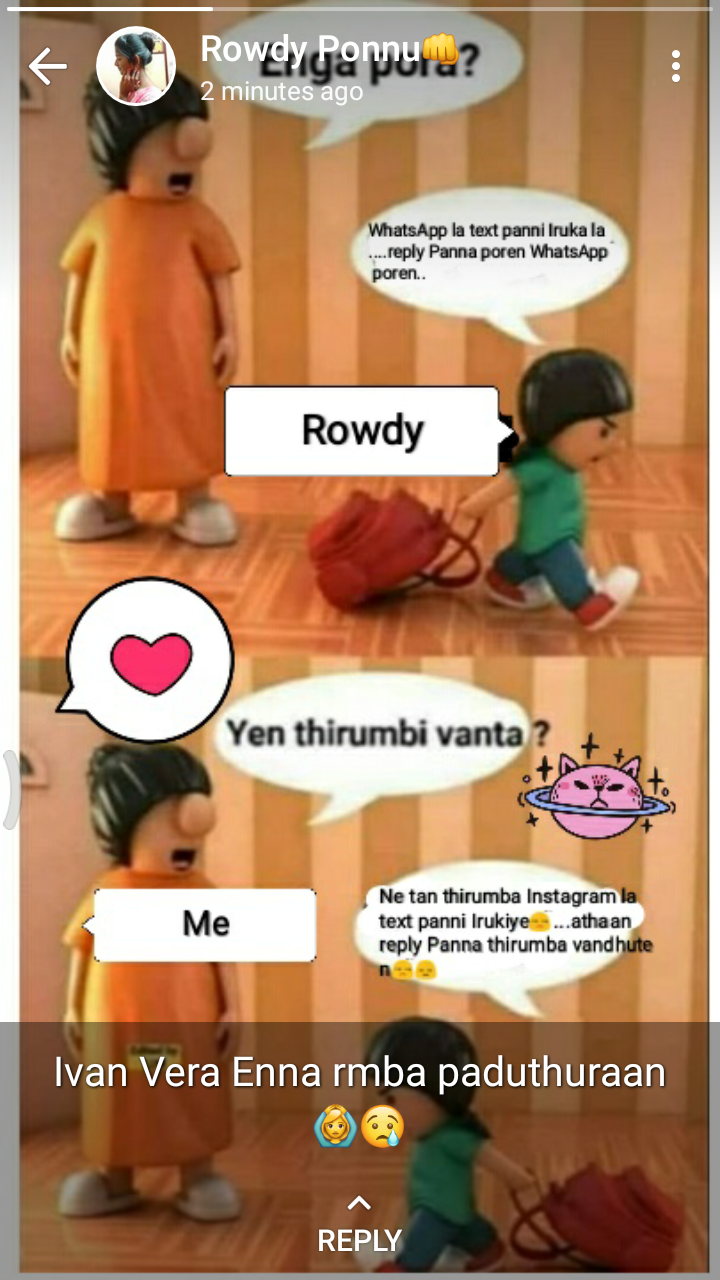 Rowdy Ponnu👊
Enga pora?
2 minutes ago
WhatsApp la text panni Iruka la
....reply Panna poren WhatsApp
poren..
Rowdy
Yen thirumbi vanta ?
Me
Ne tan thirumba Instagram la
text panni Irukiye😑...athaan
reply Panna thirumba vandhute
n😑😑
Ivan Vera Enna rmba paduthuraan
🙆😢
REPLY